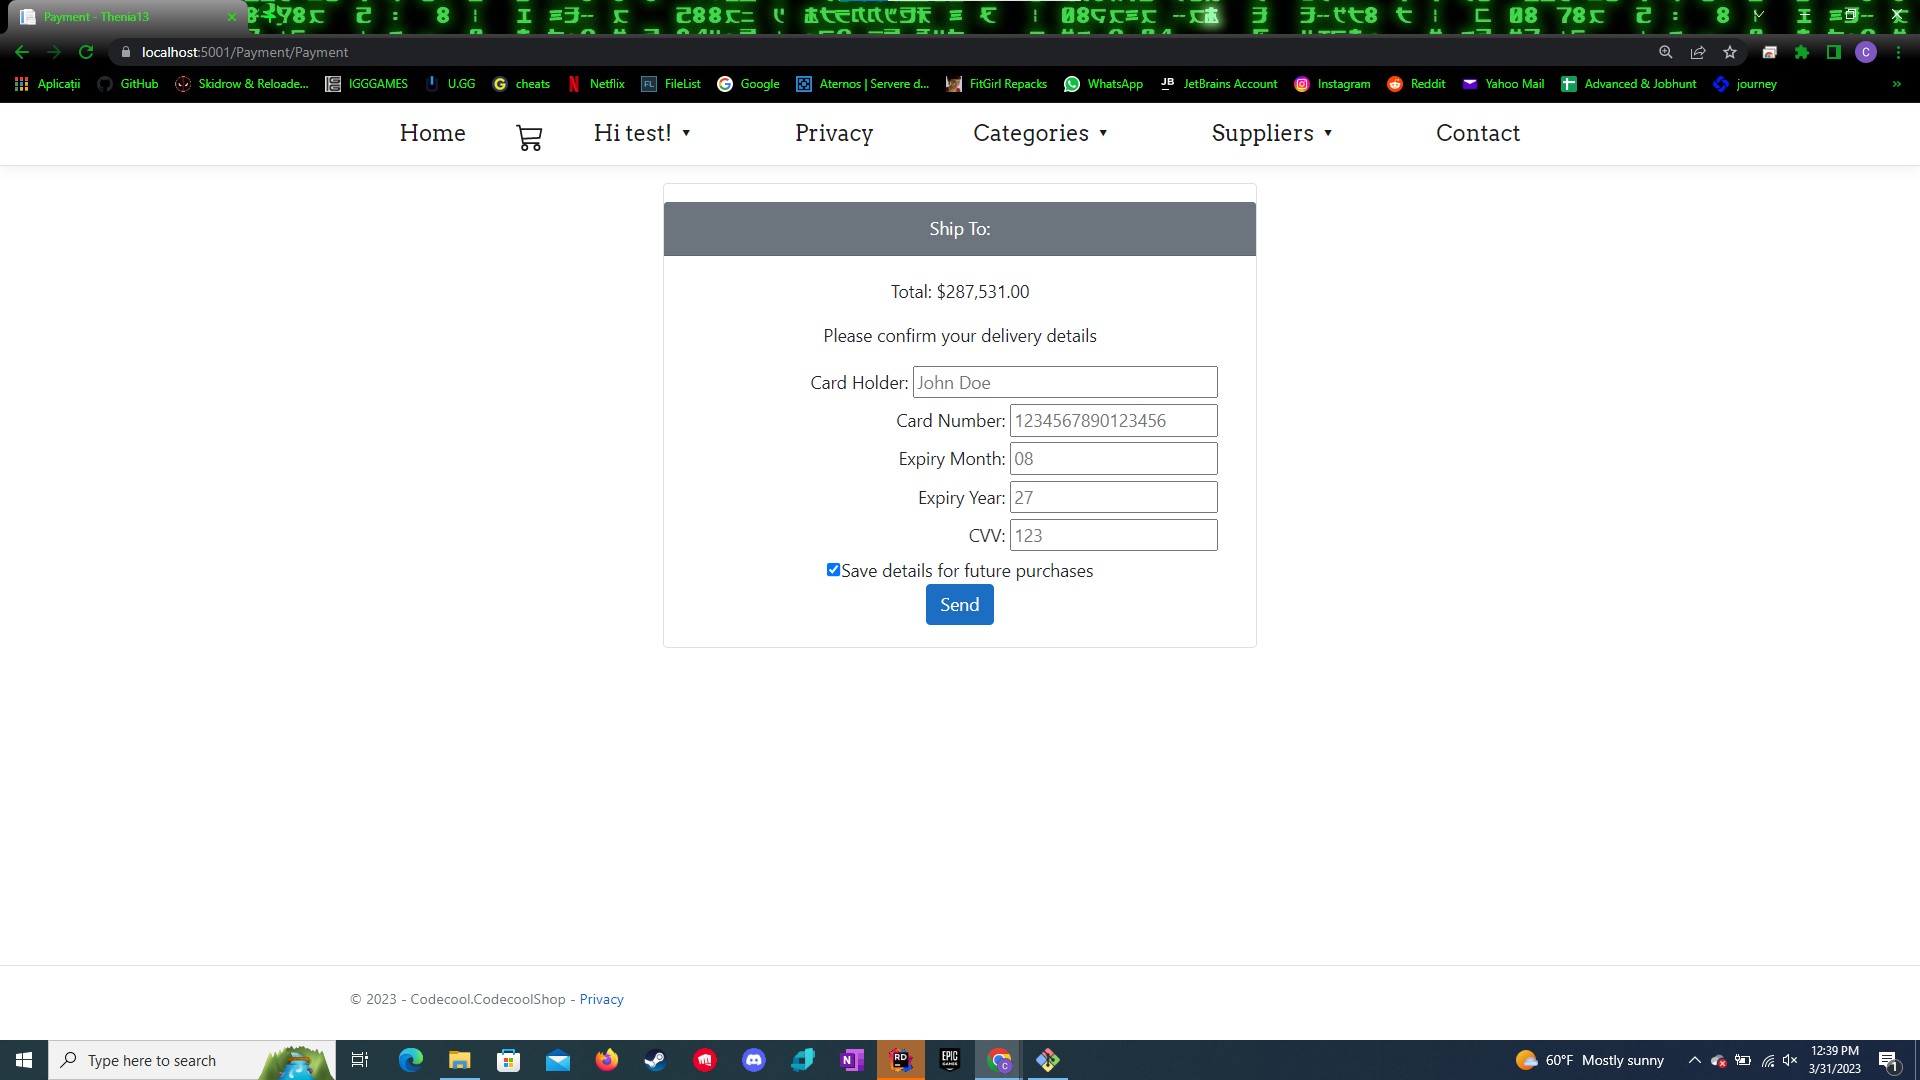 Payment - Thenia13
localhost:5001/Payment/Payment
Aplicații GitHub Skidrow & Reloade... IGGGAMES U.GG cheats Netflix FileList Google Aternos | Servere d... FitGirl Repacks WhatsApp JetBrains Account Instagram Reddit Yahoo Mail Advanced & Jobhunt journey »
Home Hi test! Privacy Categories Suppliers Contact
Ship To:
Total: $287,531.00
Please confirm your delivery details
Card Holder: John Doe
Card Number: 1234567890123456
Expiry Month: 08
Expiry Year: 27
CVV: 123
Save details for future purchases
Send
© 2023 - Codecool.CodecoolShop - Privacy
Type here to search
60°F Mostly sunny
12:39 PM
3/31/2023